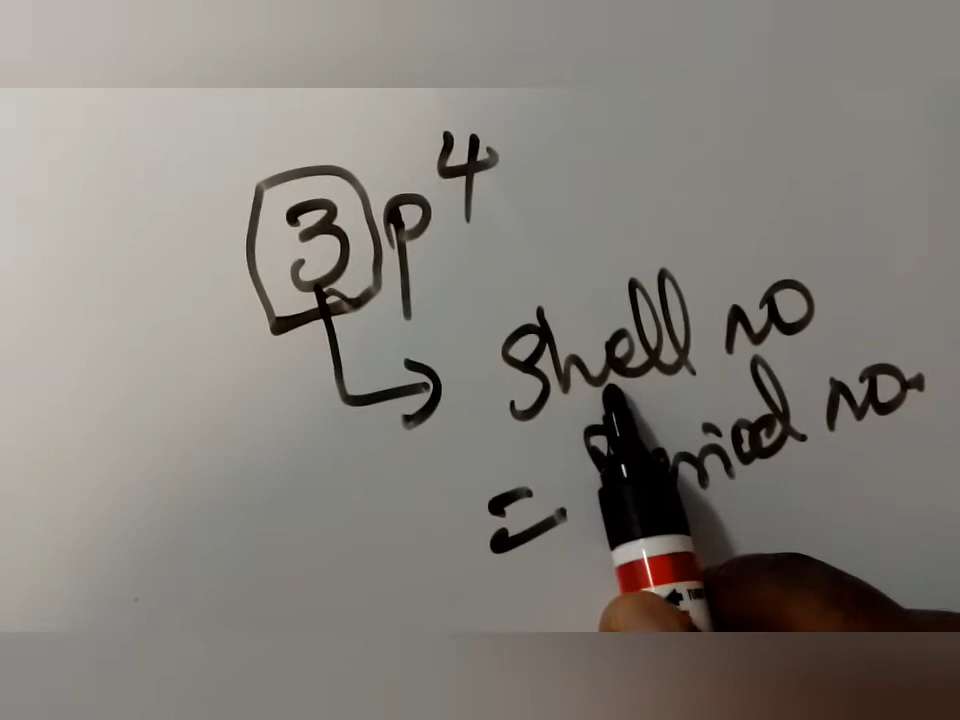 3p⁴
Shell no
= no.